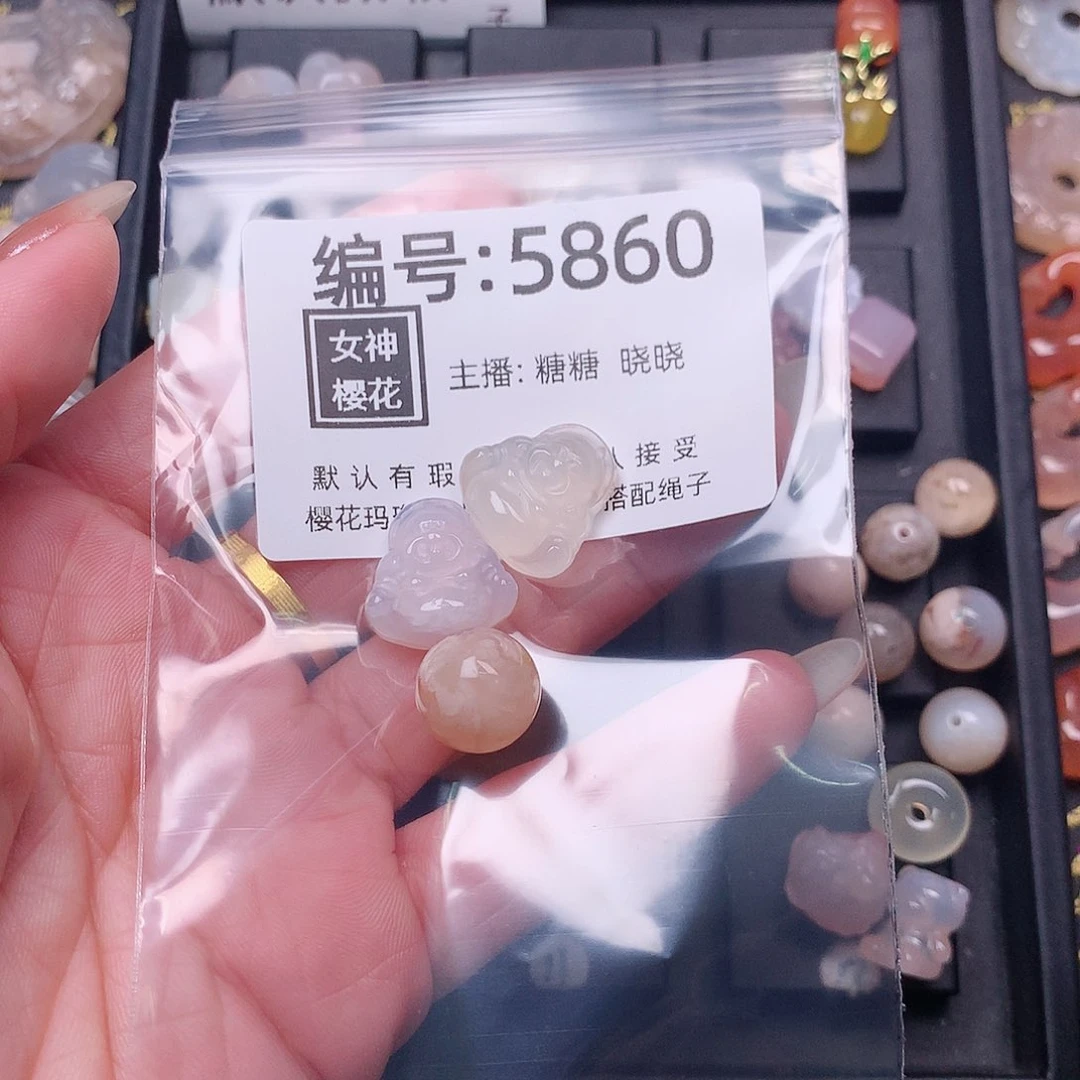 编号:5860
女神
樱花
主播: 糖糖 晓晓
默认有瑕 接受
樱花玛 搭配绳子
子